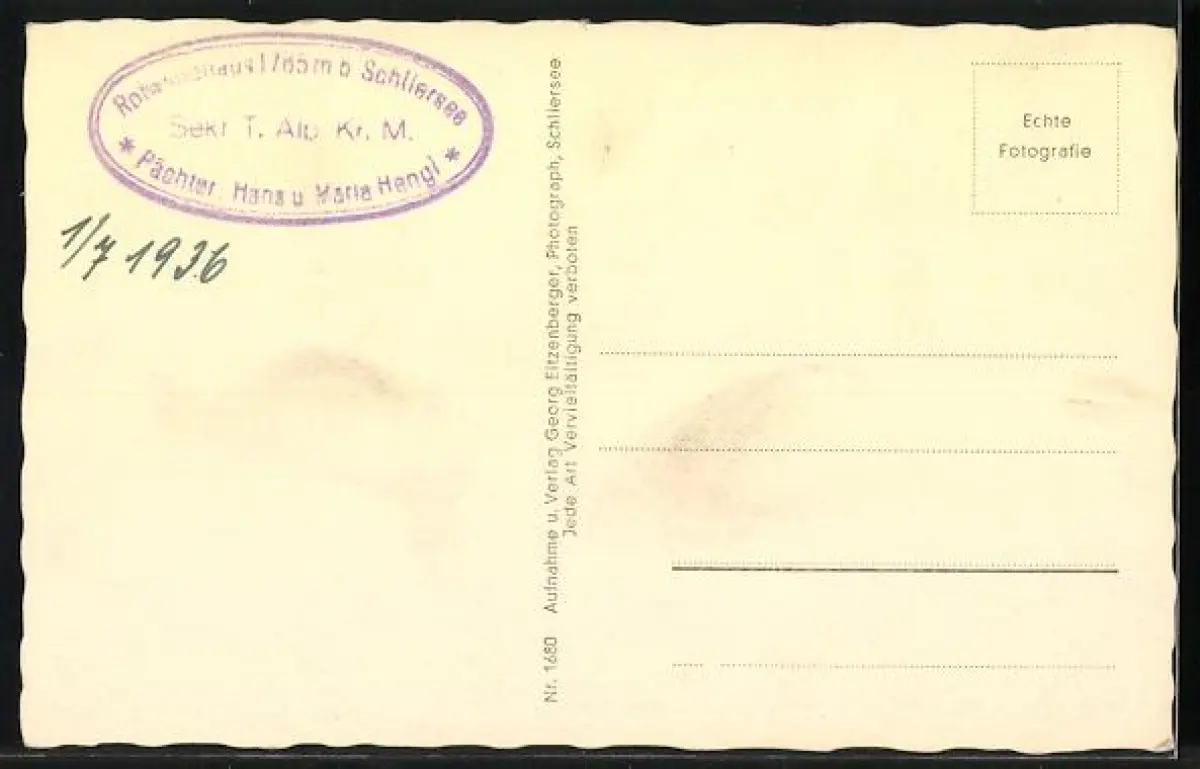 1765 m b Schliersee
Sekt. T. Alp. Kr. M.
* Pächter Hans u Maria Hengl *
1/7 1936
Nr. 1680 Aufnahme u. Verlag Georg Eitzenberger, Photograph, Schliersee
Jede Art Vervielfältigung verboten
Echte
Fotografie